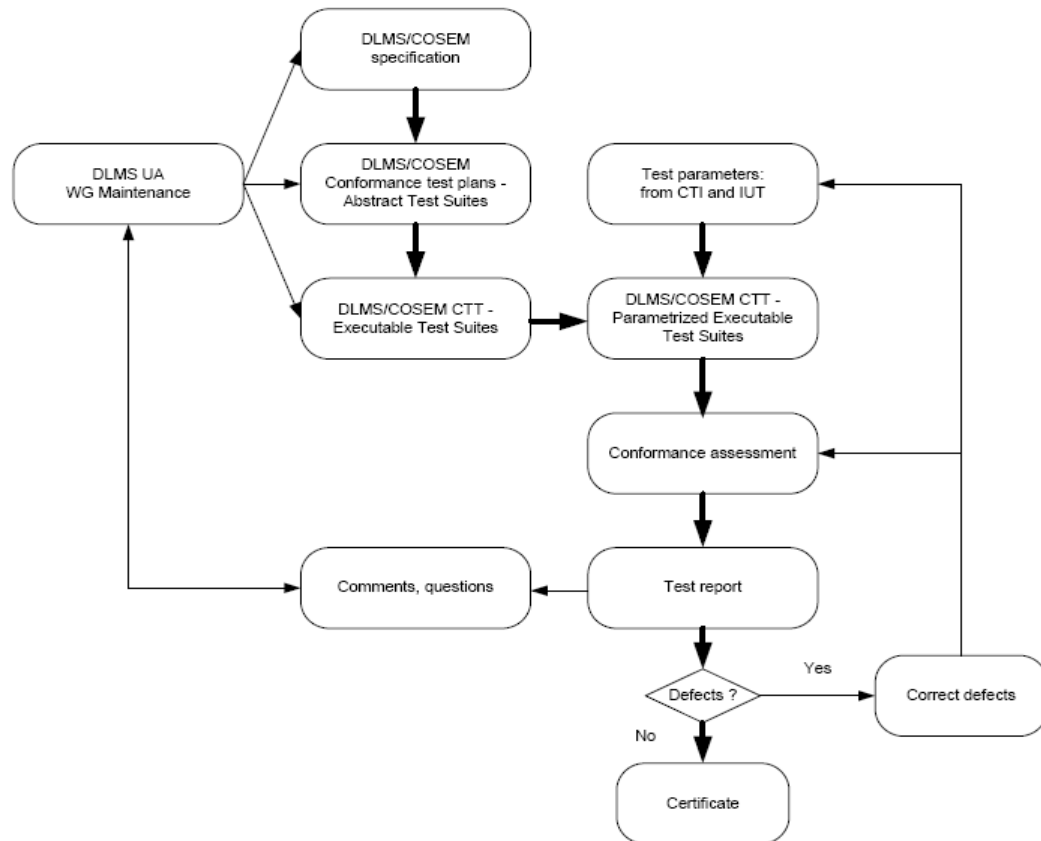 DLMS/COSEM
specification
DLMS UA
WG Maintenance
DLMS/COSEM
Conformance test plans -
Abstract Test Suites
Test parameters:
from CTI and IUT
DLMS/COSEM CTT -
Executable Test Suites
DLMS/COSEM CTT -
Parametrized Executable
Test Suites
Conformance assessment
Comments, questions
Test report
Defects ?
Yes
Correct defects
No
Certificate